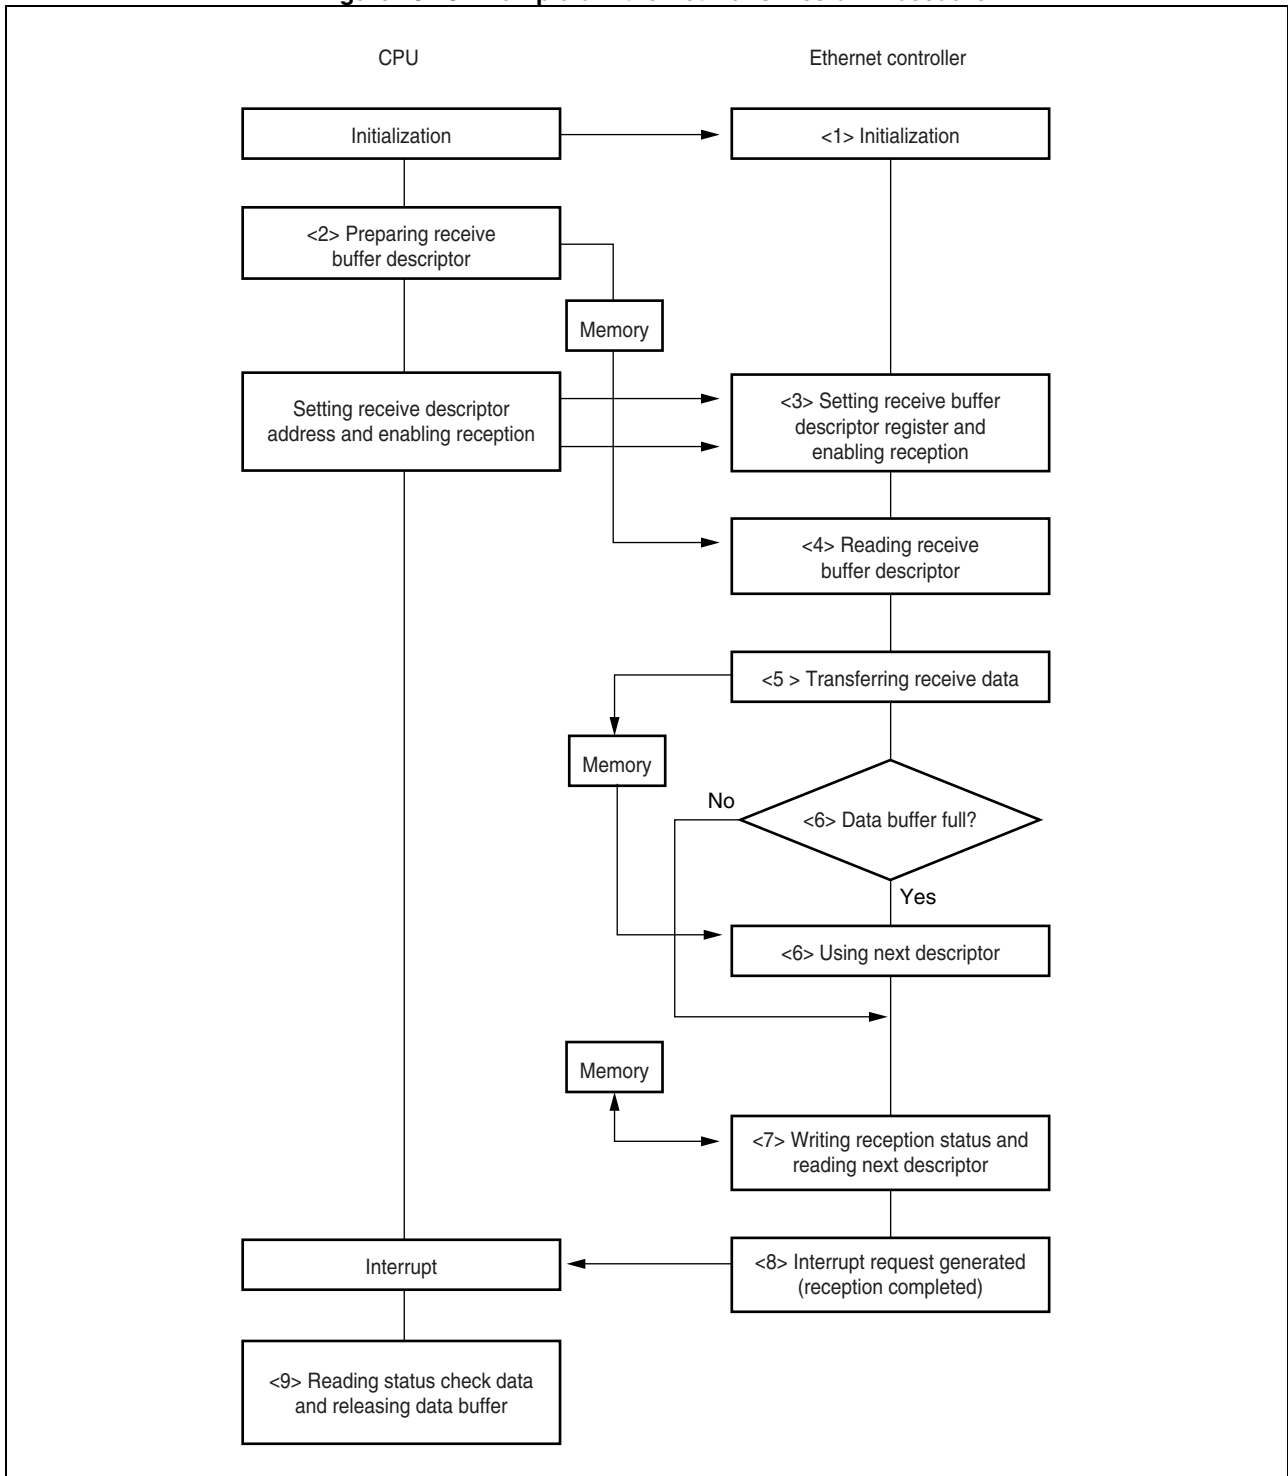 CPU
Ethernet controller
Initialization
<1> Initialization
<2> Preparing receive
buffer descriptor
Memory
Setting receive descriptor
address and enabling reception
<3> Setting receive buffer
descriptor register and
enabling reception
<4> Reading receive
buffer descriptor
<5 > Transferring receive data
Memory
No
<6> Data buffer full?
Yes
<6> Using next descriptor
Memory
<7> Writing reception status and
reading next descriptor
Interrupt
<8> Interrupt request generated
(reception completed)
<9> Reading status check data
and releasing data buffer